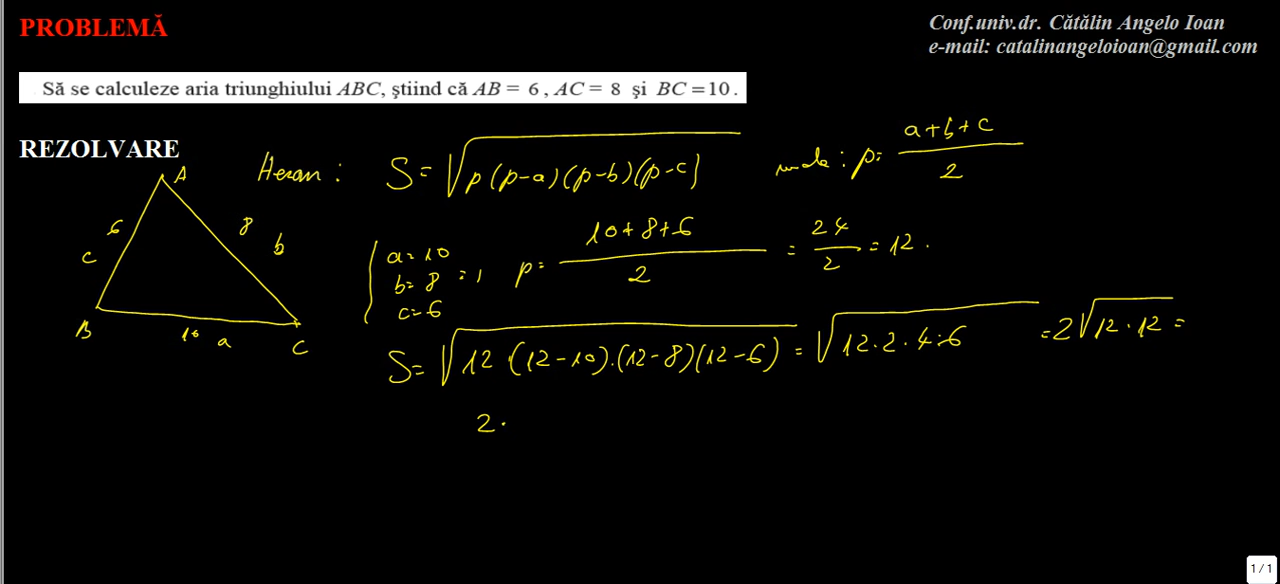 PROBLEMĂ
Conf.univ.dr. Cătălin Angelo Ioan
e-mail: catalinangeloioan@gmail.com
Să se calculeze aria triunghiului ABC, ştiind că AB = 6 , AC = 8 şi BC = 10 .
REZOLVARE
Heron : S = √p(p-a)(p-b)(p-c) unde : p = (a+b+c)/2
A
6
8
c
b
B
10
a
C
a=10
b=8
c=6
p = (10+8+6)/2 = 24/2 = 12 .
S = √12 (12-10).(12-8)(12-6) = √12.2.4.6 = 2√12.12 =
2.
1 / 1